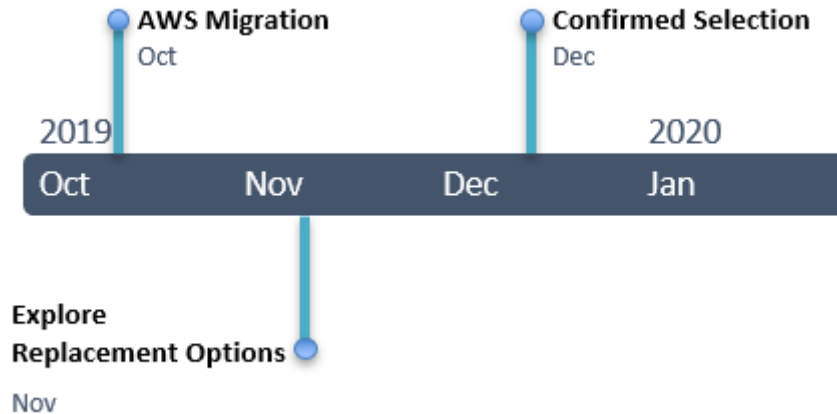 AWS Migration
Oct
Confirmed Selection
Dec
2019
2020
Oct
Nov
Dec
Jan
Explore
Replacement Options
Nov